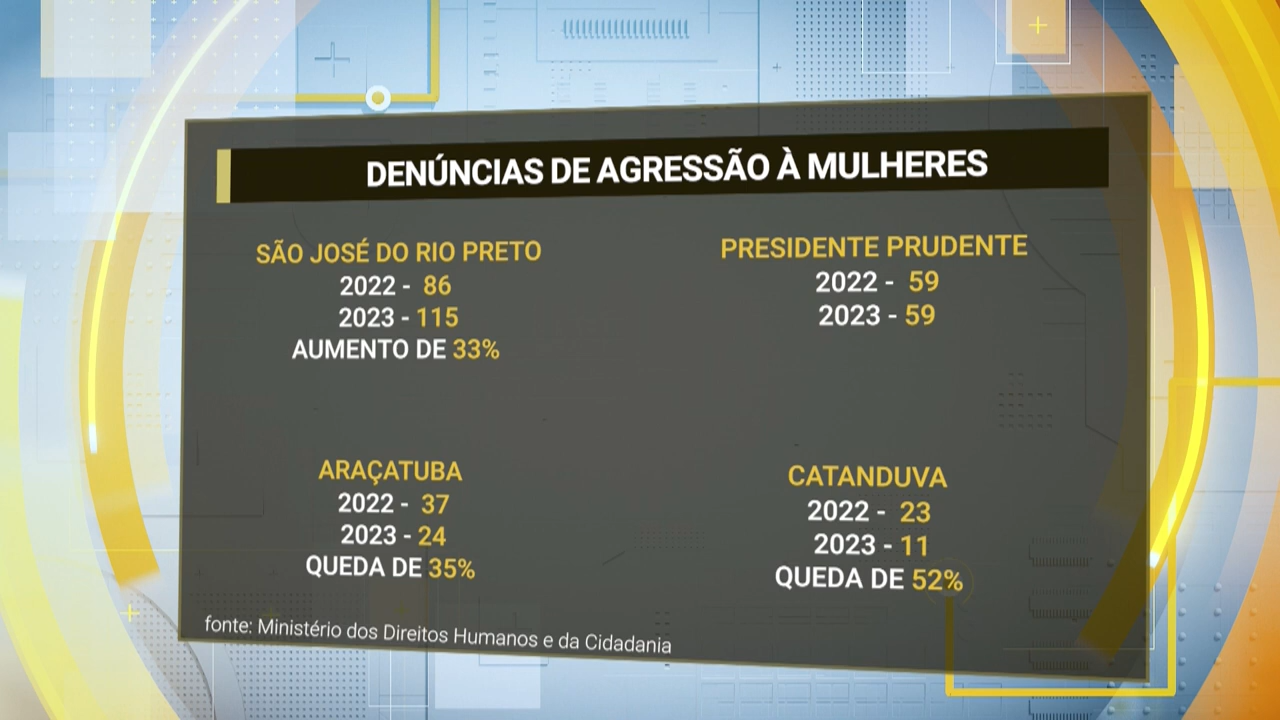 DENÚNCIAS DE AGRESSÃO À MULHERES
SÃO JOSÉ DO RIO PRETO
2022 - 86
2023 - 115
AUMENTO DE 33%
PRESIDENTE PRUDENTE
2022 - 59
2023 - 59
ARAÇATUBA
2022 - 37
2023 - 24
QUEDA DE 35%
CATANDUVA
2022 - 23
2023 - 11
QUEDA DE 52%
fonte: Ministério dos Direitos Humanos e da Cidadania